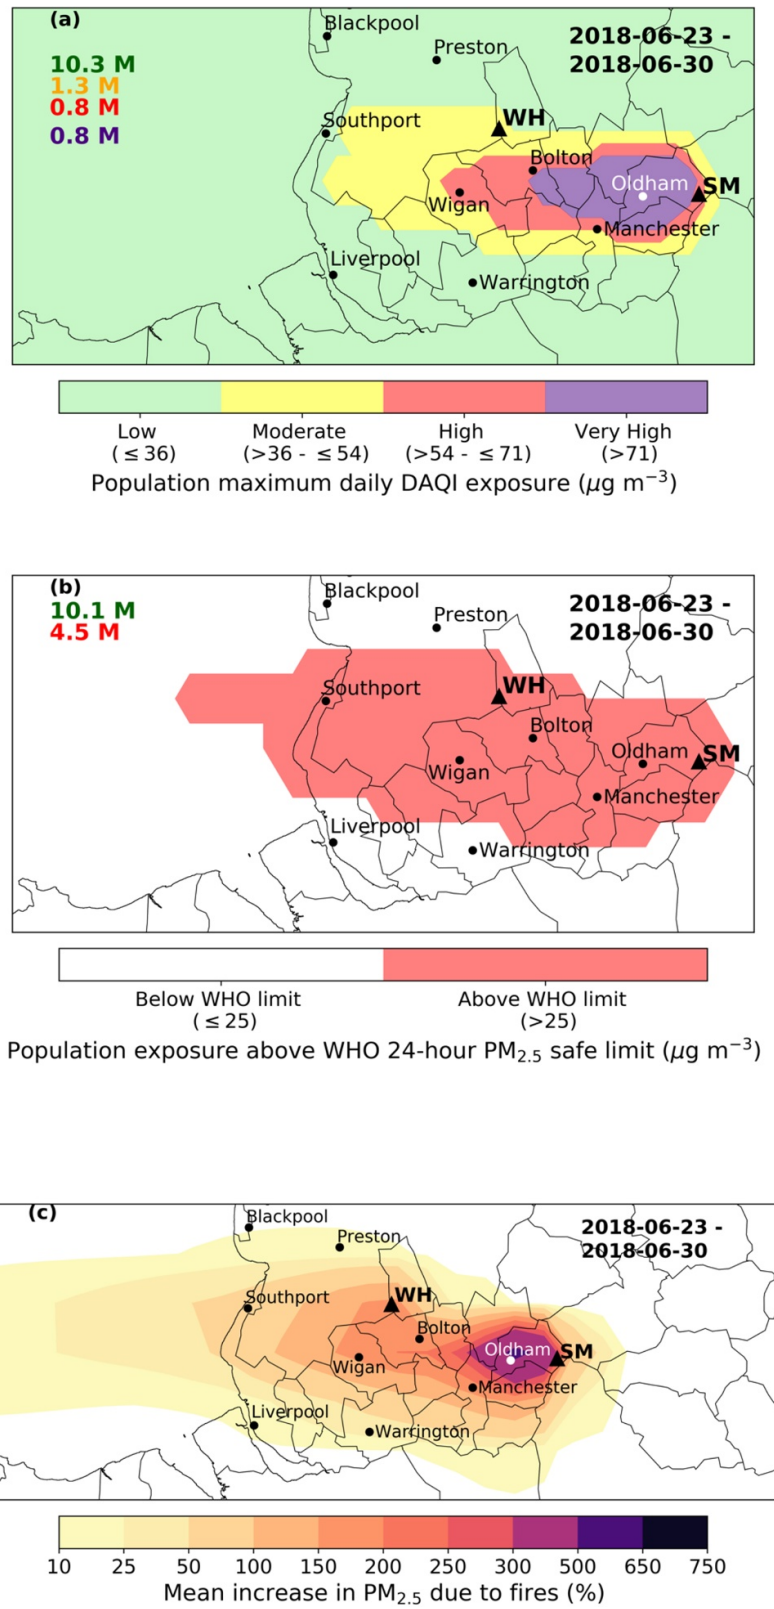 (a)
Blackpool
Preston
2018-06-23 -
2018-06-30
10.3 M
1.3 M
0.8 M
0.8 M
Southport
WH
Bolton
Oldham
SM
Wigan
Manchester
Liverpool
Warrington
Low
(≤36)
Moderate
(>36 - ≤54)
High
(>54 - ≤71)
Very High
(>71)
Population maximum daily DAQI exposure (μg m⁻³)
(b)
Blackpool
Preston
2018-06-23 -
2018-06-30
10.1 M
4.5 M
Southport
WH
Bolton
Oldham
SM
Wigan
Manchester
Liverpool
Warrington
Below WHO limit
(≤25)
Above WHO limit
(>25)
Population exposure above WHO 24-hour PM₂.₅ safe limit (μg m⁻³)
(c)
Blackpool
Preston
2018-06-23 -
2018-06-30
Southport
WH
Bolton
Oldham
SM
Wigan
Manchester
Liverpool
Warrington
10 25 50 100 150 200 250 300 500 650 750
Mean increase in PM₂.₅ due to fires (%)